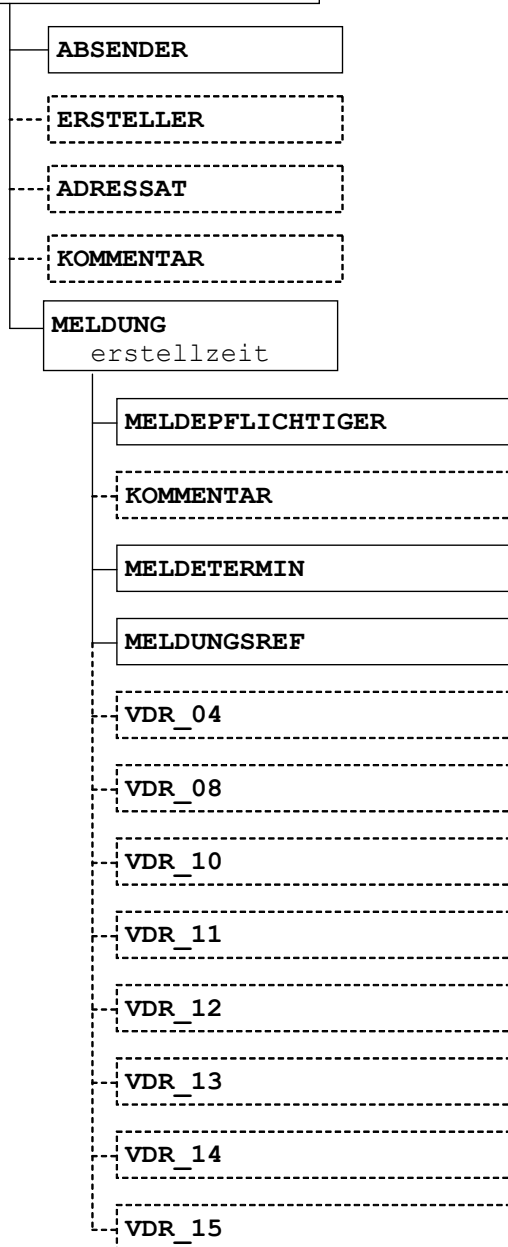 ABSENDER
ERSTELLER
ADRESSAT
KOMMENTAR
MELDUNG
erstellzeit
MELDEPFLICHTIGER
KOMMENTAR
MELDETERMIN
MELDUNGSREF
VDR_04
VDR_08
VDR_10
VDR_11
VDR_12
VDR_13
VDR_14
VDR_15